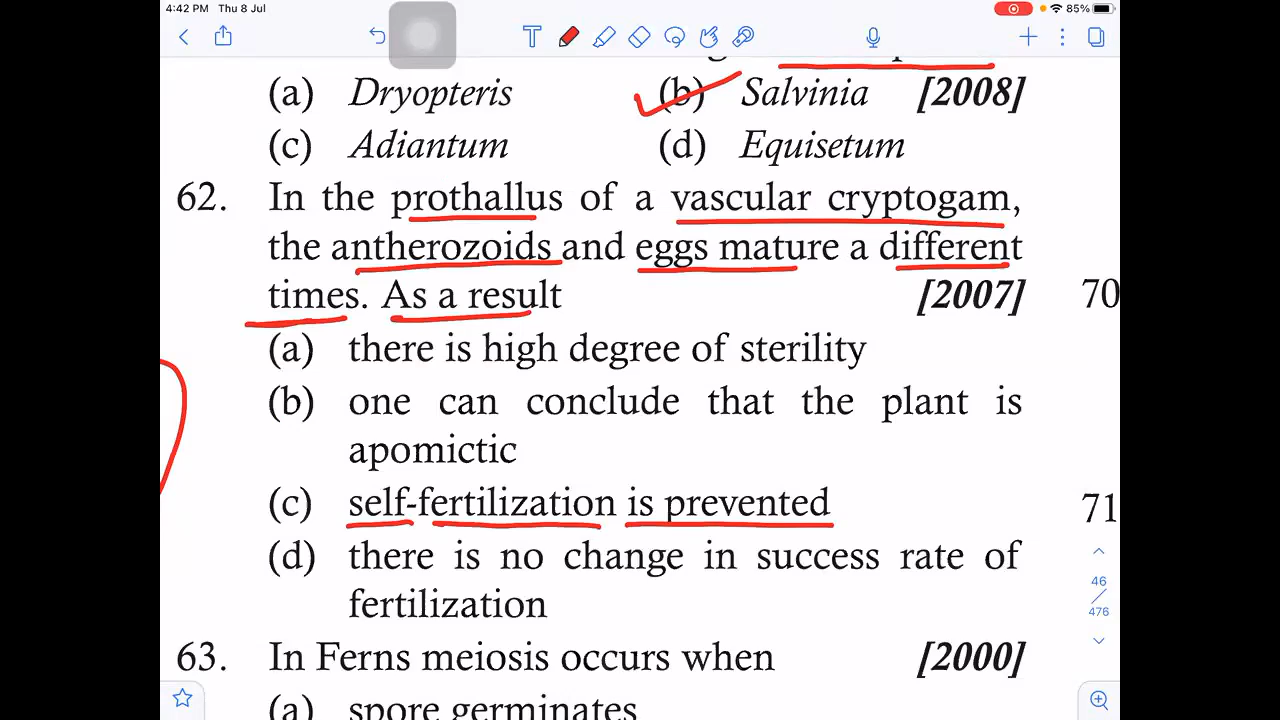 4:42 PM Thu 8 Jul
85%
(a) Dryopteris (b) Salvinia [2008]
(c) Adiantum (d) Equisetum
62. In the prothallus of a vascular cryptogam,
the antherozoids and eggs mature a different
times. As a result [2007]
70
(a) there is high degree of sterility
(b) one can conclude that the plant is
apomictic
(c) self-fertilization is prevented
71
(d) there is no change in success rate of
fertilization
46
476
63. In Ferns meiosis occurs when [2000]
(a) spore germinates